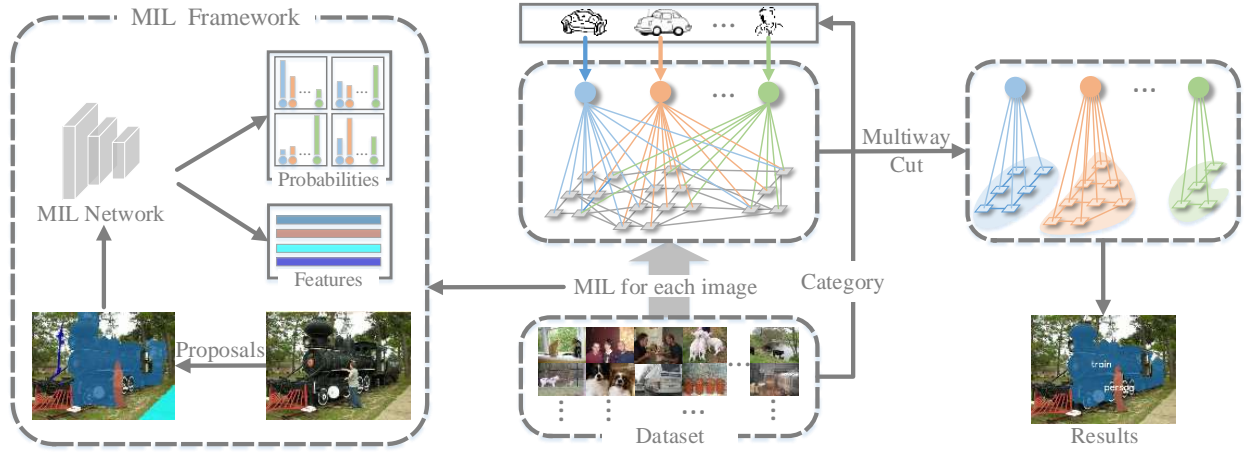 MIL Framework
Probabilities
MIL Network
Features
Proposals
MIL for each image
Category
Dataset
Multiway
Cut
train
person
Results